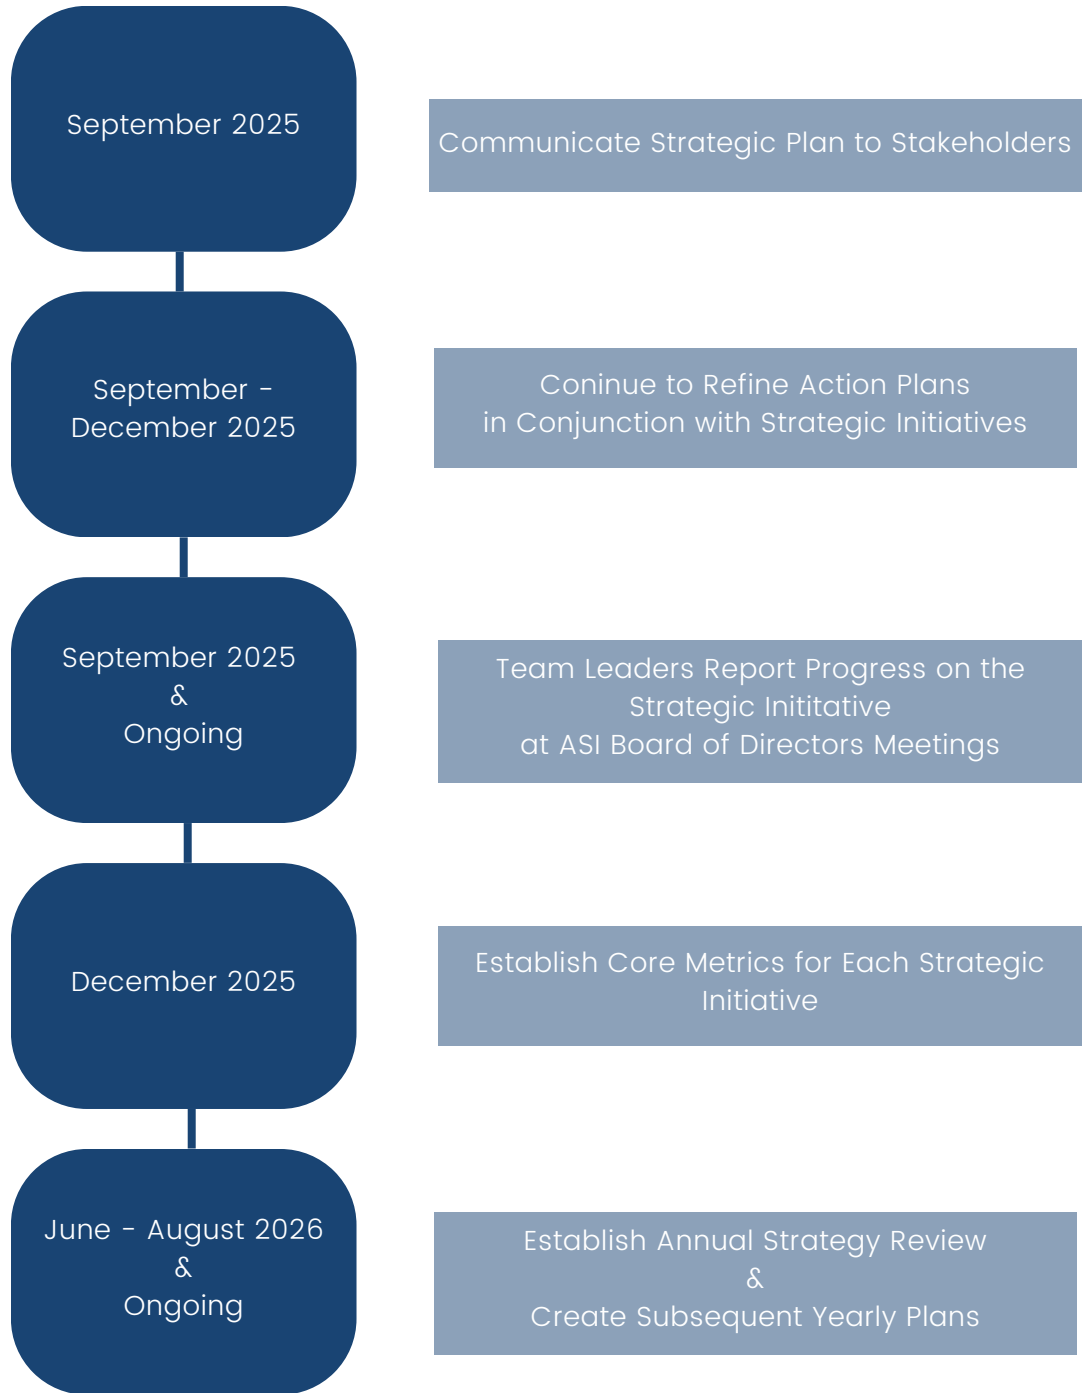 September 2025
Communicate Strategic Plan to Stakeholders
September -
December 2025
Coninue to Refine Action Plans
in Conjunction with Strategic Initiatives
September 2025
&
Ongoing
Team Leaders Report Progress on the
Strategic Inititative
at ASI Board of Directors Meetings
December 2025
Establish Core Metrics for Each Strategic
Initiative
June - August 2026
&
Ongoing
Establish Annual Strategy Review
&
Create Subsequent Yearly Plans